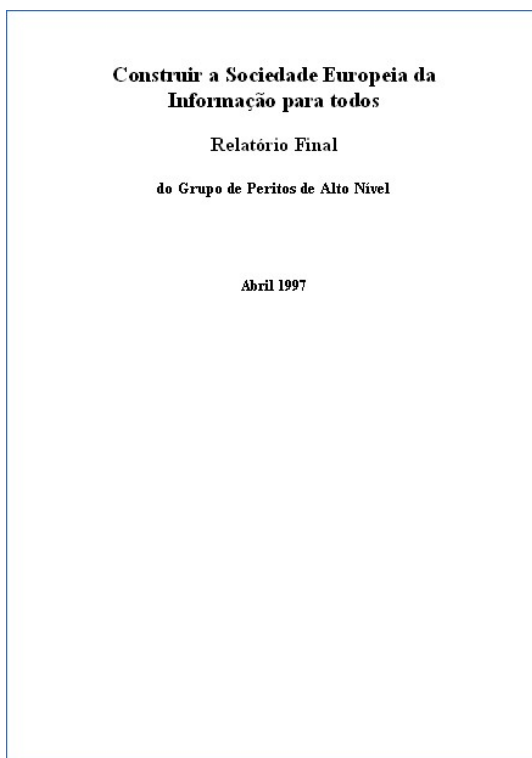 Construir a Sociedade Europeia da
Informação para todos
Relatório Final
do Grupo de Peritos de Alto Nível
Abril 1997